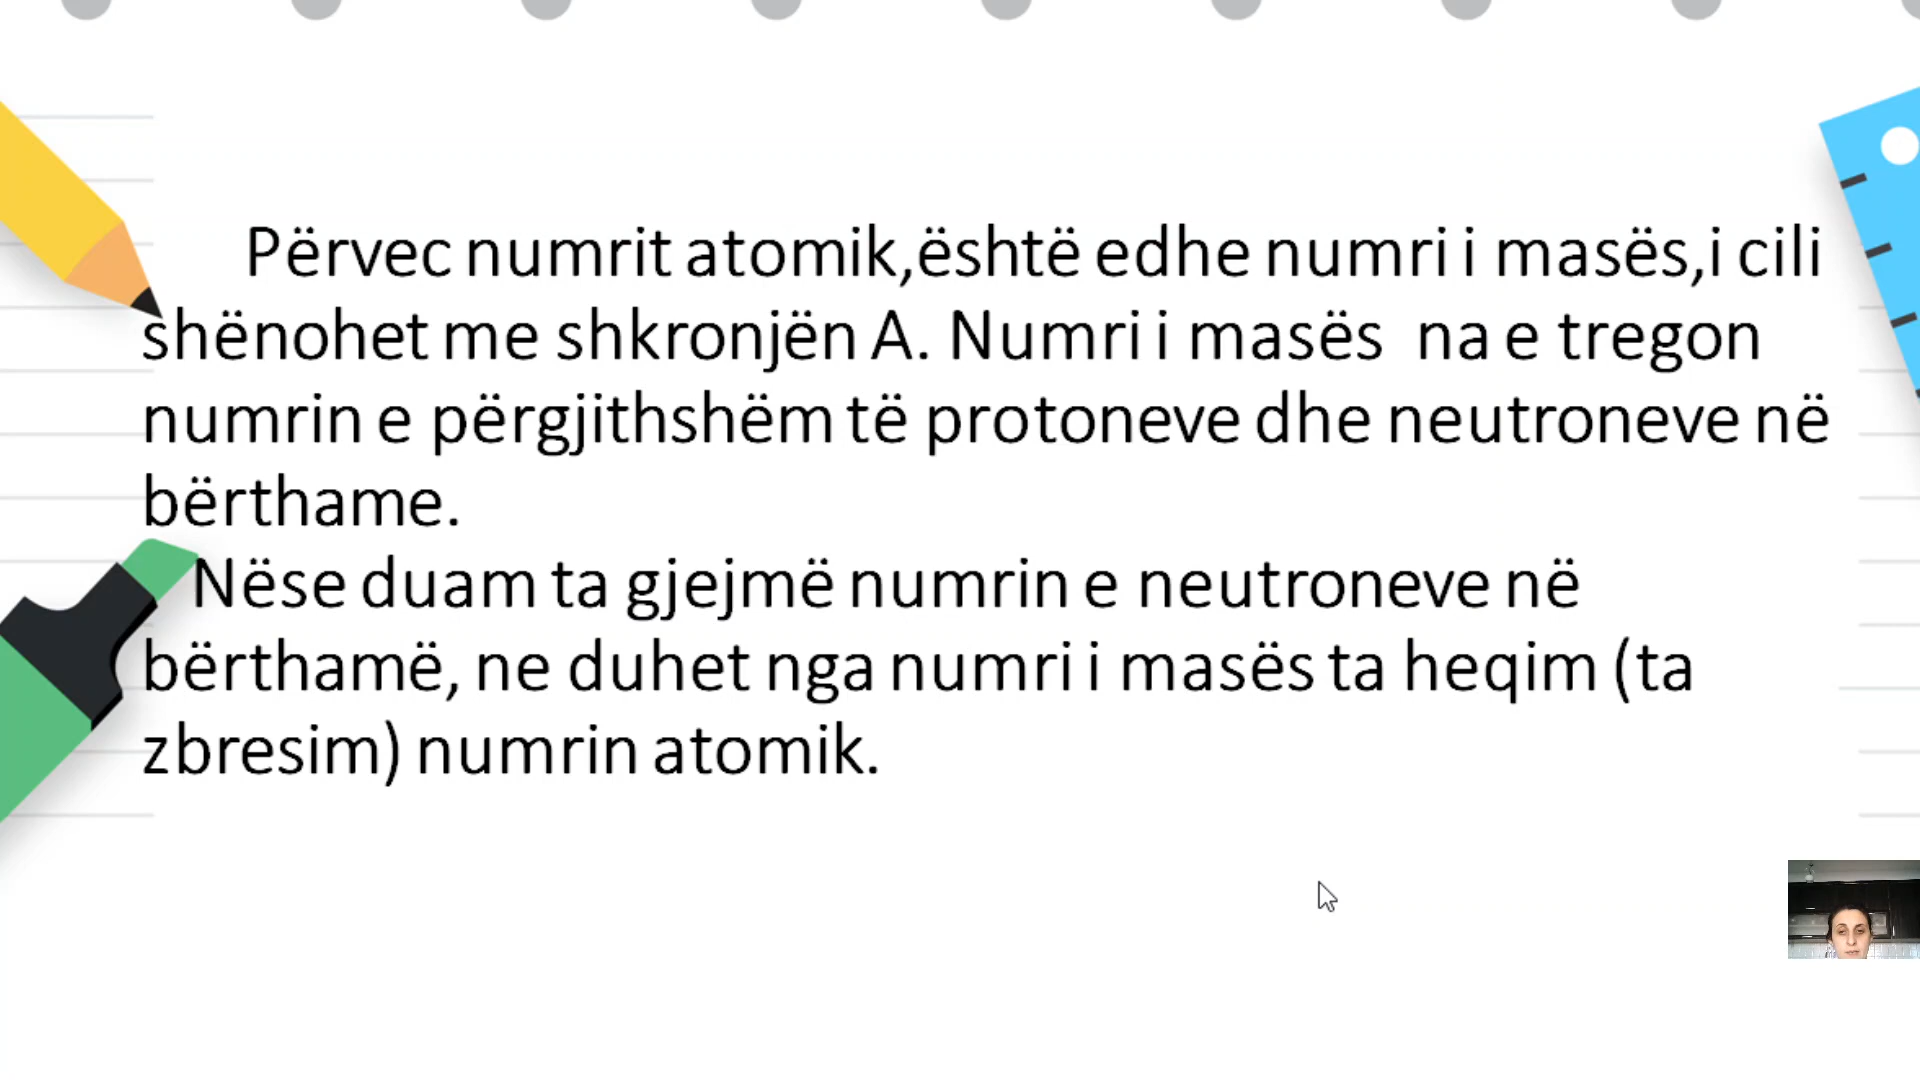 Përvec numrit atomik,është edhe numri i masës,i cili
shënohet me shkronjën A. Numri i masës na e tregon
numrin e përgjithshëm të protoneve dhe neutroneve në
bërthame.
Nëse duam ta gjejmë numrin e neutroneve në
bërthamë, ne duhet nga numri i masës ta heqim (ta
zbresim) numrin atomik.